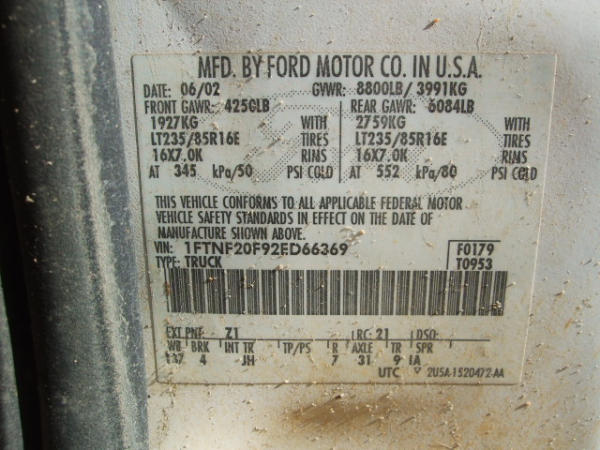 MFD. BY FORD MOTOR CO. IN U.S.A.
DATE: 06/02 GVWR: 8800LB/ 3991KG
FRONT GAWR: 4250LB REAR GAWR: 6084LB
1927KG WITH 2759KG WITH
LT235/85R16E TIRES LT235/85R16E TIRES
16X7.0K RIMS 16X7.0K RIMS
AT 345 kPa/50 PSI COLD AT 552 kPa/80 PSI COLD
THIS VEHICLE CONFORMS TO ALL APPLICABLE FEDERAL MOTOR
VEHICLE SAFETY STANDARDS IN EFFECT ON THE DATE OF
MANUFACTURE SHOWN ABOVE.
VIN: 1FTNF20F92ED66369 F0179
TYPE: TRUCK T0953
EXT PNT: Z1 RC: 21 DSO:
WB BRK INT TR TP/PS R AXLE TR SPR
137 4 JH 7 31 9 IA
UTC 2U5A-1520472-AA